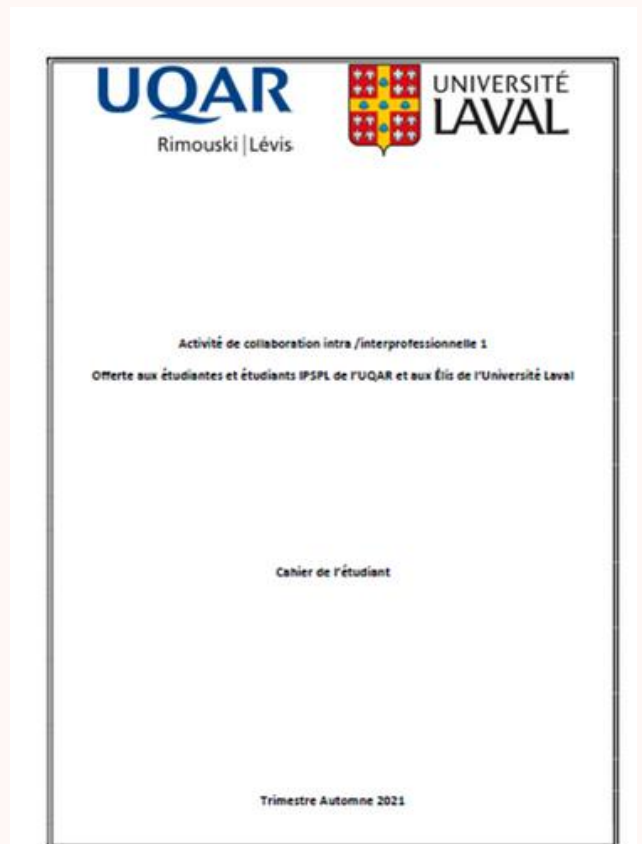 UQAR
Rimouski | Lévis
UNIVERSITÉ
LAVAL
Activité de collaboration intra /interprofessionnelle 1
Offerte aux étudiantes et étudiants IPSPL de l'UQAR et aux Élis de l'Université Laval
Cahier de l'étudiant
Trimestre Automne 2021